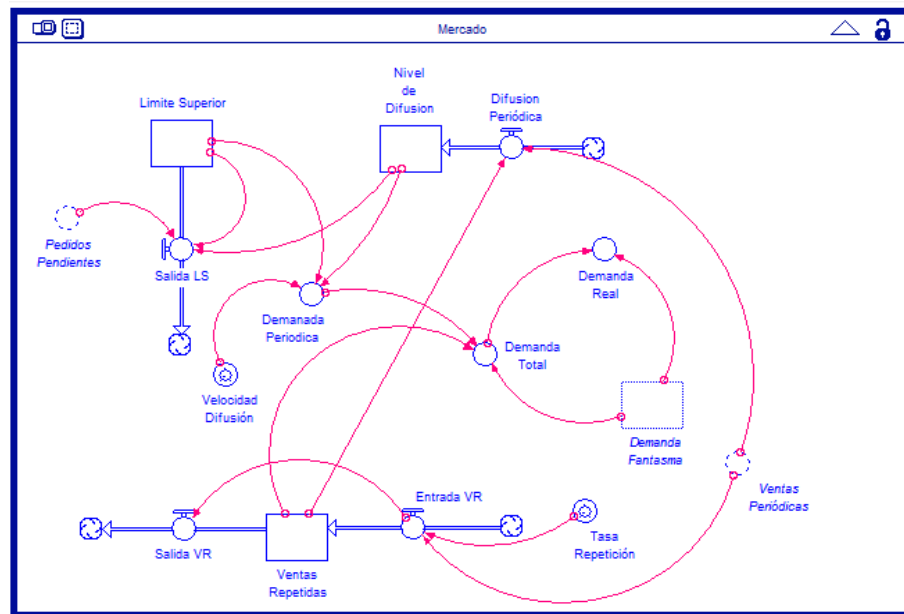 Mercado
Nivel
de
Difusion
Difusion
Periódica
Limite Superior
Pedidos
Pendientes
Salida LS
Demanada
Periodica
Demanda
Real
Demanda
Total
Velocidad
Difusión
Demanda
Fantasma
Ventas
Periódicas
Entrada VR
Salida VR
Ventas
Repetidas
Tasa
Repetición